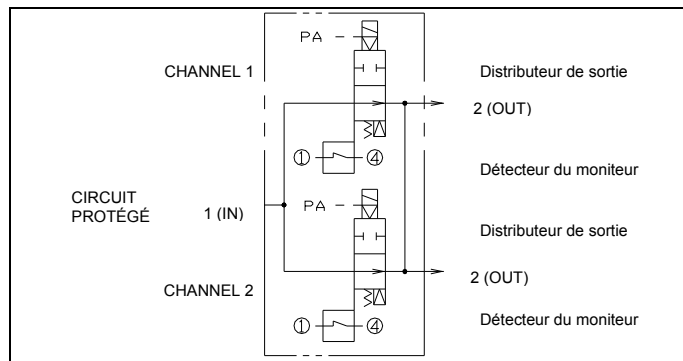 PA
CHANNEL 1
Distributeur de sortie
2 (OUT)
① ④
Détecteur du moniteur
CIRCUIT
PROTÉGÉ
1 (IN)
PA
Distributeur de sortie
2 (OUT)
CHANNEL 2
① ④
Détecteur du moniteur